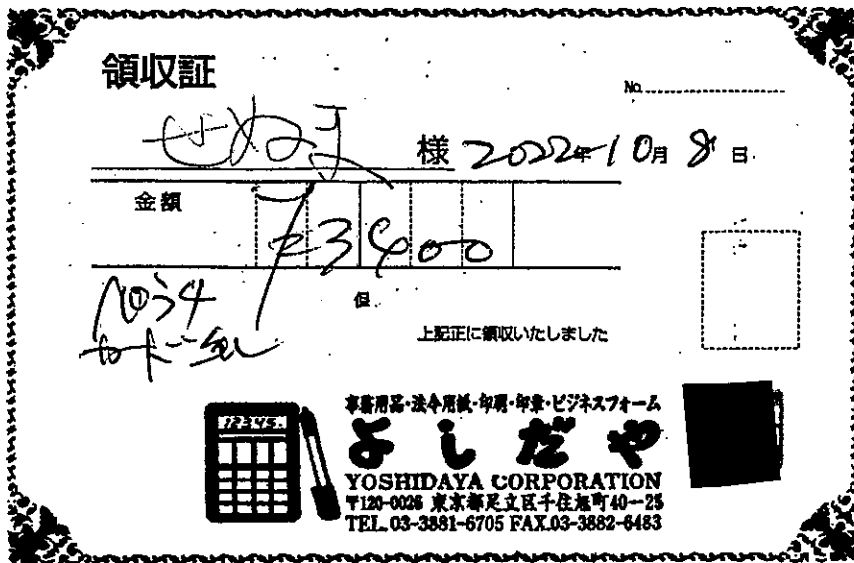 領収証
No.
様 2022年10月8日
金額
3400
但
上記正に領収いたしました
12345.
事務用品・法令用紙・印刷・印章・ビジネスフォーム
よしだや
YOSHIDAYA CORPORATION
〒120-0026 東京都足立区千住旭町40-25
TEL.03-3881-6705 FAX.03-3882-6483